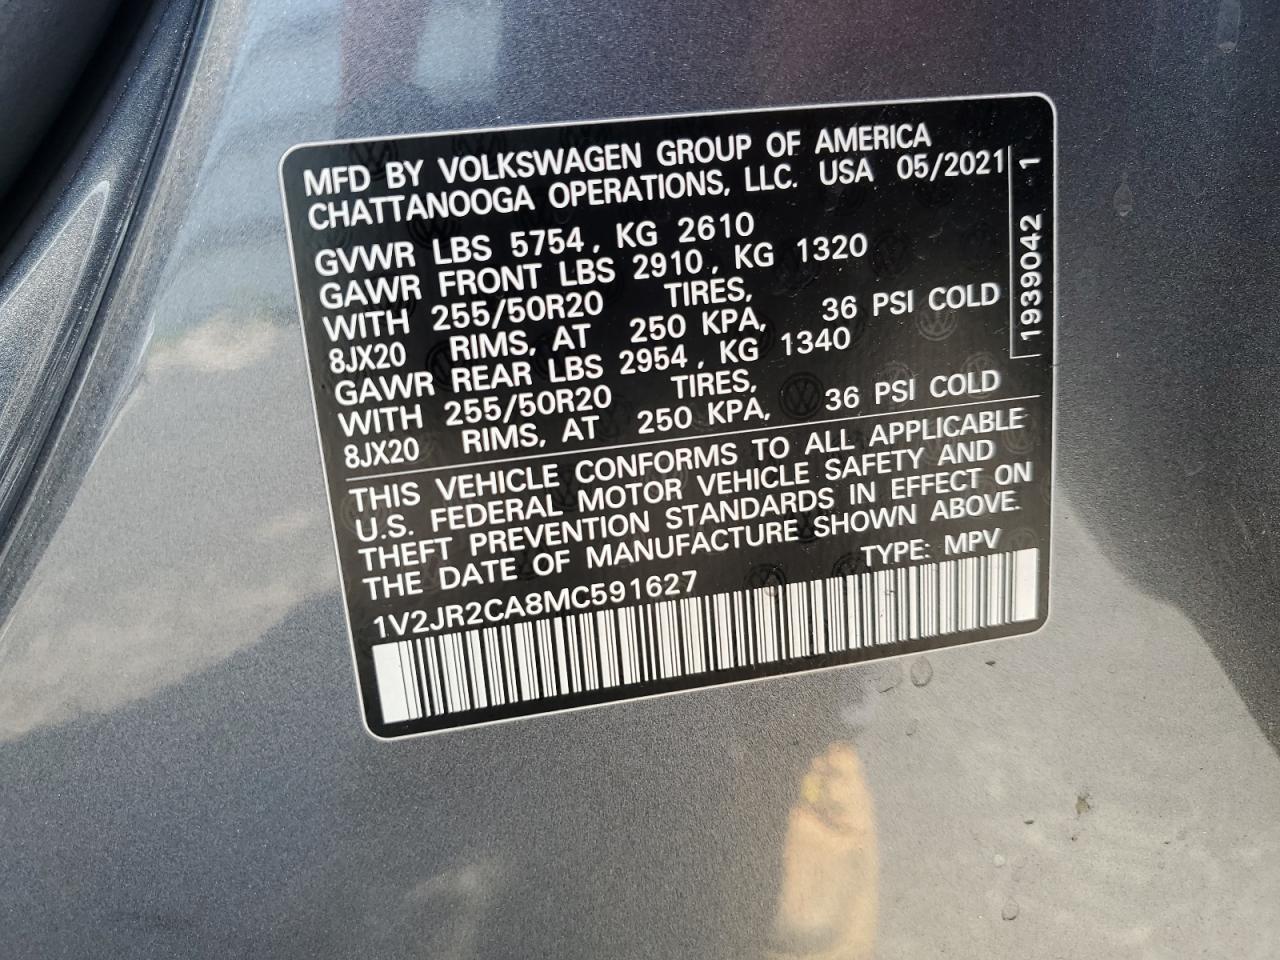 MFD BY VOLKSWAGEN GROUP OF AMERICA
CHATTANOOGA OPERATIONS, LLC. USA 05/2021
GVWR LBS 5754, KG 2610
GAWR FRONT LBS 2910, KG 1320
WITH 255/50R20 TIRES,
8JX20 RIMS, AT 250 KPA, 36 PSI COLD
GAWR REAR LBS 2954, KG 1340
WITH 255/50R20 TIRES,
8JX20 RIMS, AT 250 KPA, 36 PSI COLD
THIS VEHICLE CONFORMS TO ALL APPLICABLE
U.S. FEDERAL MOTOR VEHICLE SAFETY AND
THEFT PREVENTION STANDARDS IN EFFECT ON
THE DATE OF MANUFACTURE SHOWN ABOVE.
1V2JR2CA8MC591627 TYPE: MPV
1939042 1